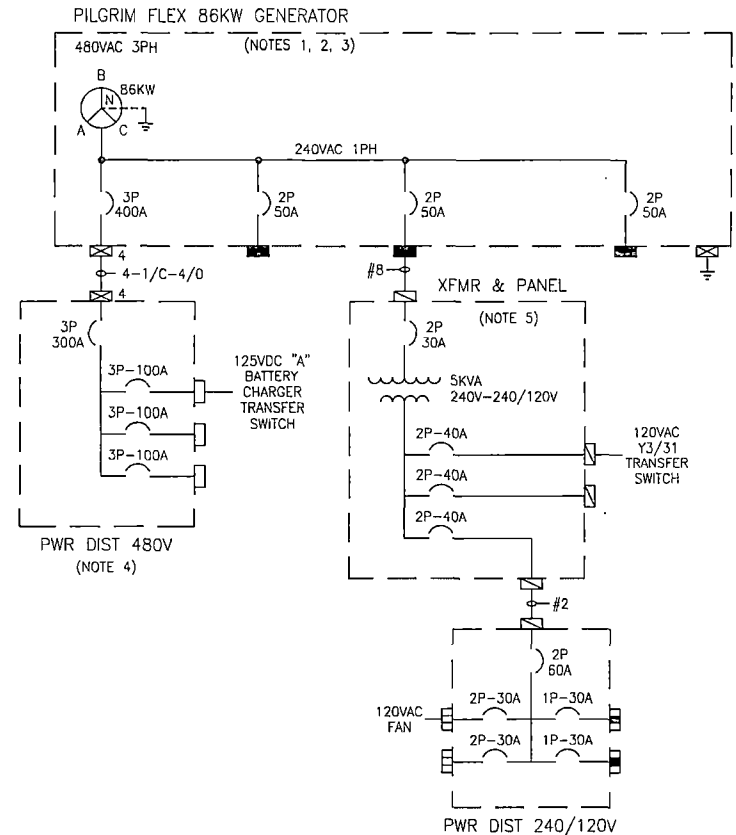 PILGRIM FLEX 86KW GENERATOR
480VAC 3PH
(NOTES 1, 2, 3)
B
86KW
N
A
C
240VAC 1PH
3P
400A
2P
50A
2P
50A
2P
50A
4
4-1/C-4/0
4
#8
XFMR & PANEL
(NOTE 5)
3P
300A
3P-100A
3P-100A
3P-100A
125VDC "A"
BATTERY
CHARGER
TRANSFER
SWITCH
PWR DIST 480V
(NOTE 4)
2P
30A
5KVA
240V-240/120V
2P-40A
2P-40A
2P-40A
120VAC
Y3/31
TRANSFER
SWITCH
#2
2P
60A
120VAC
FAN
2P-30A
1P-30A
2P-30A
1P-30A
PWR DIST 240/120V